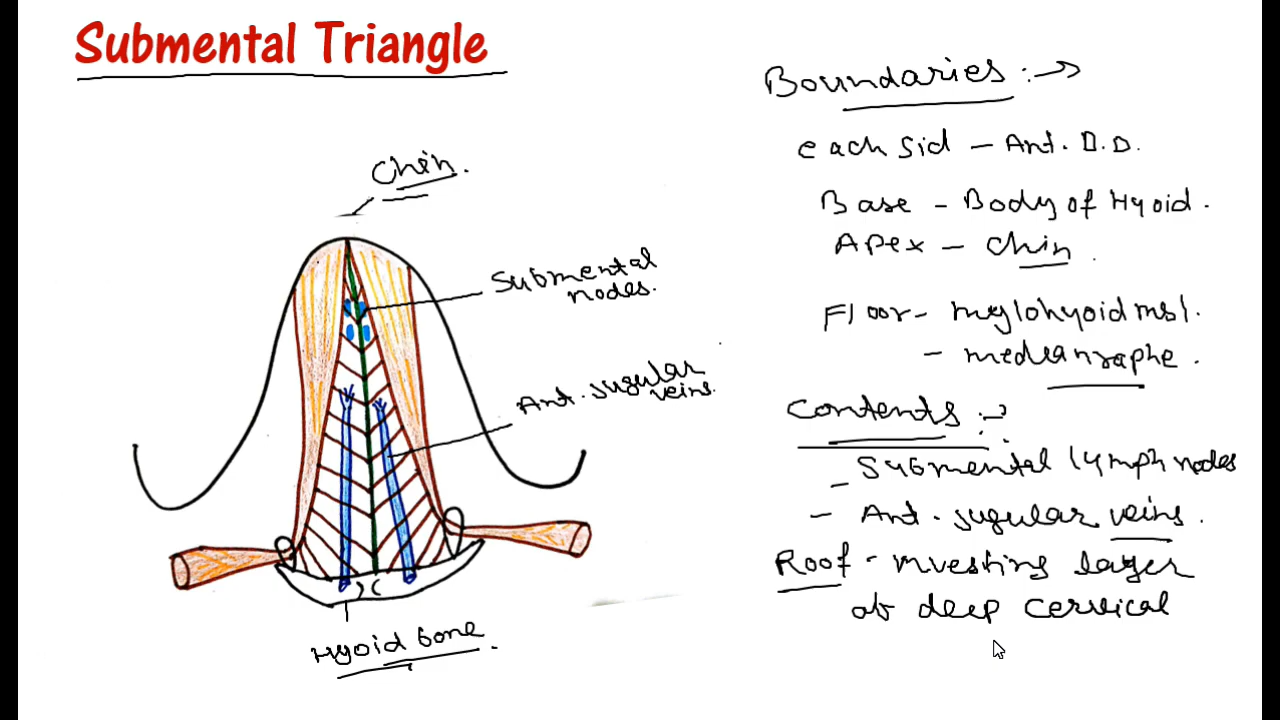 Submental Triangle
Chin.
Submental
nodes.
Ant. jugular
veins.
Hyoid bone.
Boundaries :->
each sid - Ant. D.D.
Base - Body of Hyoid.
Apex - chin.
Floor - mylohyoid msl.
- median raphe.
Contents :->
- Submental lymph nodes
- Ant. jugular veins.
Roof - investing layer
of deep cervical